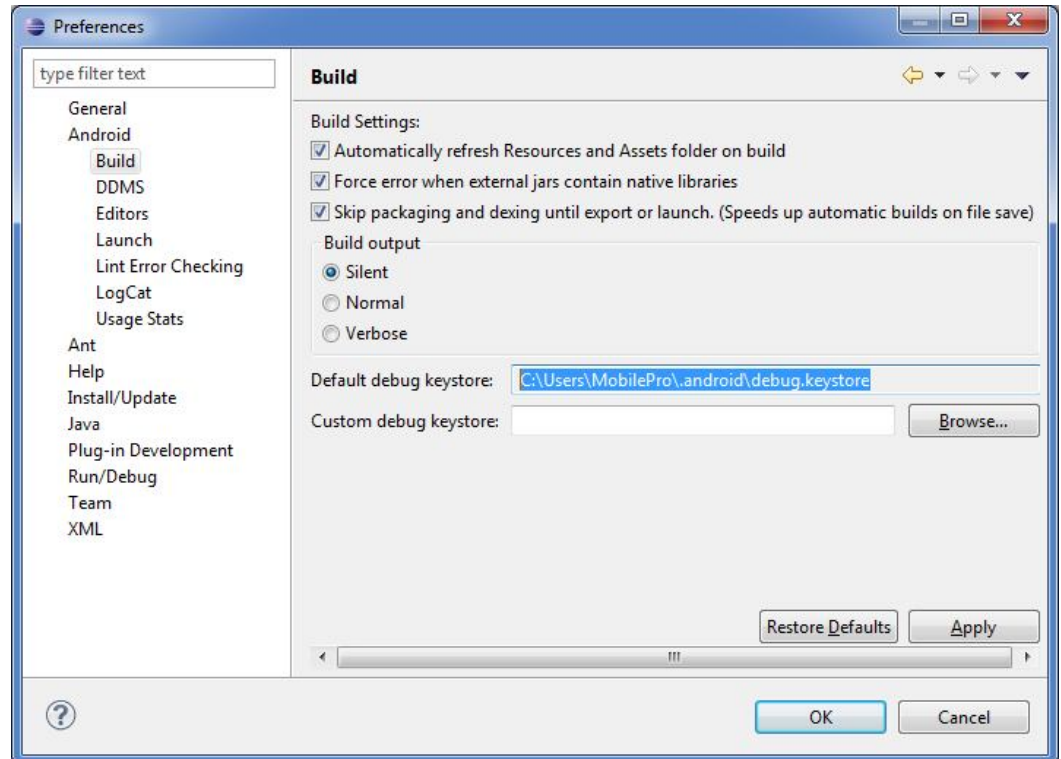 Preferences
type filter text
General
Android
Build
DDMS
Editors
Launch
Lint Error Checking
LogCat
Usage Stats
Ant
Help
Install/Update
Java
Plug-in Development
Run/Debug
Team
XML
Build
Build Settings:
Automatically refresh Resources and Assets folder on build
Force error when external jars contain native libraries
Skip packaging and dexing until export or launch. (Speeds up automatic builds on file save)
Build output
Silent
Normal
Verbose
Default debug keystore: C:\Users\MobilePro\.android\debug.keystore
Custom debug keystore: Browse...
Restore Defaults Apply
? OK Cancel